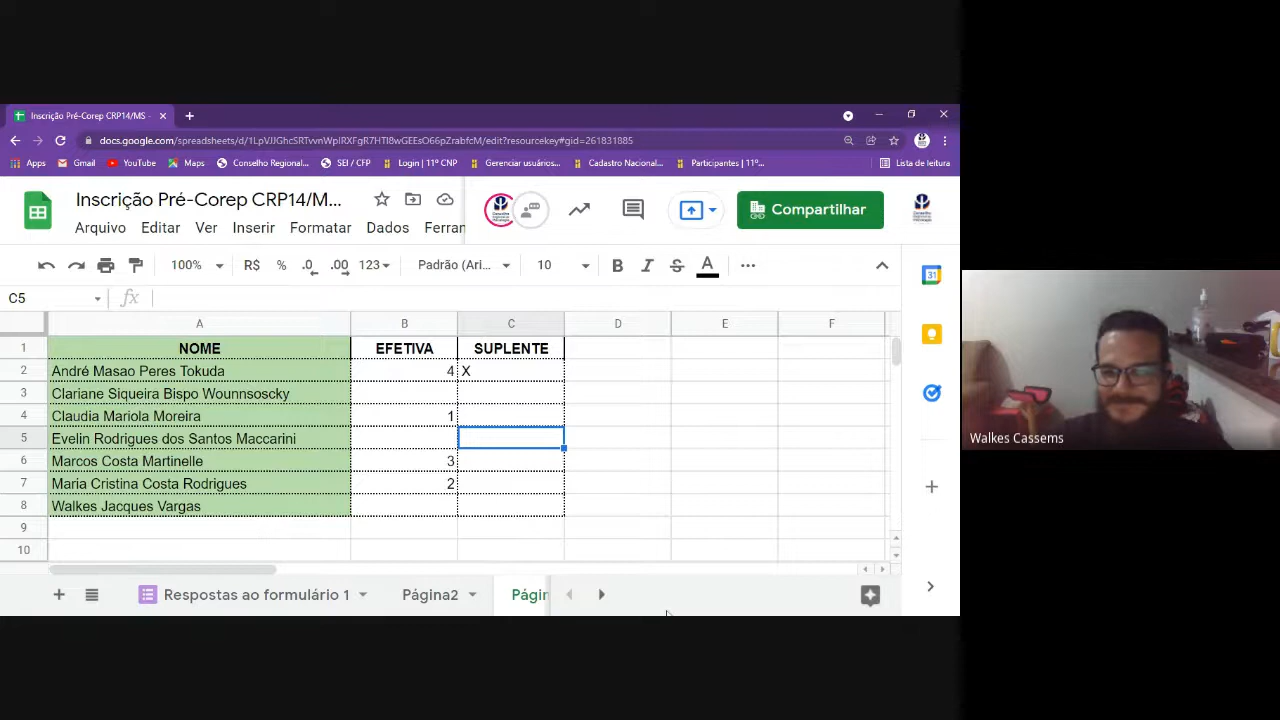 Inscrição Pré-Corep CRP14/MS -
docs.google.com/spreadsheets/d/1LpVJJGhcSRTvvnWplRXFgR7HTI8wGEEsO66pZrabfcM/edit?resourcekey#gid=261831885
Apps Gmail YouTube Maps Conselho Regional... SEI / CFP Login | 11º CNP Gerenciar usuários... Cadastro Nacional... Participantes | 11º... Lista de leitura
Inscrição Pré-Corep CRP14/M...
Compartilhar
Arquivo Editar Ver Inserir Formatar Dados Ferrar
100% R$ % .0 .00 123 Padrão (Ari... 10 B I S A
31
C5 fx
A B C D E F
1 NOME EFETIVA SUPLENTE
2 André Masao Peres Tokuda 4 X
3 Clariane Siqueira Bispo Wounnsoscky
4 Claudia Mariola Moreira 1
5 Evelin Rodrigues dos Santos Maccarini
6 Marcos Costa Martinelle 3
7 Maria Cristina Costa Rodrigues 2
8 Walkes Jacques Vargas
9
10
Respostas ao formulário 1 Página2 Págir
Walkes Cassems